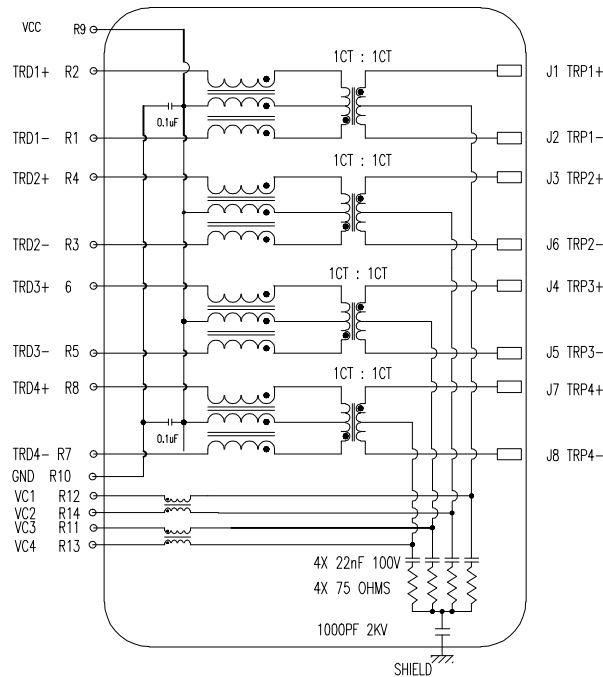 VCC R9
1CT : 1CT
TRD1+ R2 J1 TRP1+
0.1uF
TRD1- R1 J2 TRP1-
1CT : 1CT
TRD2+ R4 J3 TRP2+
TRD2- R3 J6 TRP2-
1CT : 1CT
TRD3+ 6 J4 TRP3+
TRD3- R5 J5 TRP3-
1CT : 1CT
TRD4+ R8 J7 TRP4+
0.1uF
TRD4- R7 J8 TRP4-
GND R10
VC1 R12
VC2 R14
VC3 R11
VC4 R13
4X 22nF 100V
4X 75 OHMS
1000PF 2KV
SHIELD